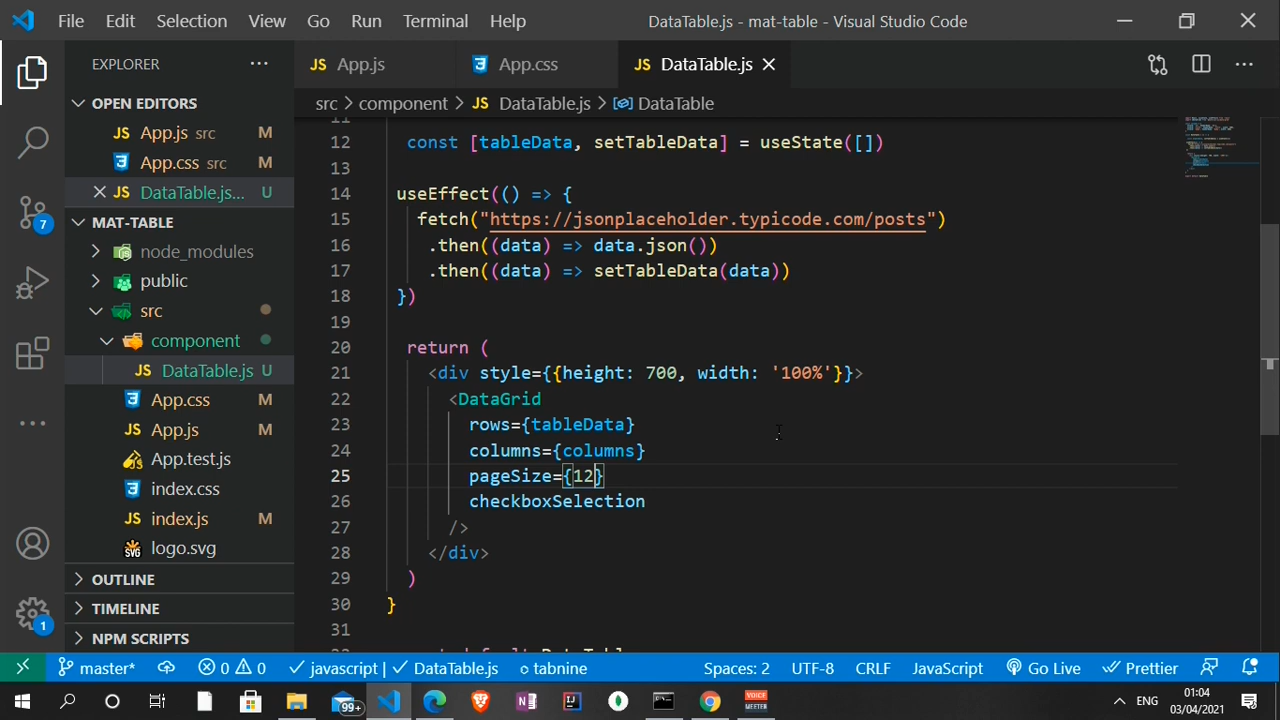 File Edit Selection View Go Run Terminal Help DataTable.js - mat-table - Visual Studio Code
EXPLORER
OPEN EDITORS
JS App.js src M
App.css src M
JS DataTable.js... U
MAT-TABLE
node_modules
public
src
component
JS DataTable.js U
App.css M
JS App.js M
App.test.js
index.css
JS index.js M
SVG logo.svg
OUTLINE
TIMELINE
NPM SCRIPTS
7
1
JS App.js App.css JS DataTable.js
src > component > JS DataTable.js > DataTable
11
12 const [tableData, setTableData] = useState([])
13
14 useEffect(() => {
15 fetch("https://jsonplaceholder.typicode.com/posts")
16 .then((data) => data.json())
17 .then((data) => setTableData(data))
18 })
19
20 return (
21 <div style={{height: 700, width: '100%'}}>
22 <DataGrid
23 rows={tableData}
24 columns={columns}
25 pageSize={12}
26 checkboxSelection
27 />
28 </div>
29 )
30 }
31
master* 0 0 javascript | DataTable.js tabnine Spaces: 2 UTF-8 CRLF JavaScript Go Live Prettier
99+ VOICE MEETER ENG 01:04
03/04/2021